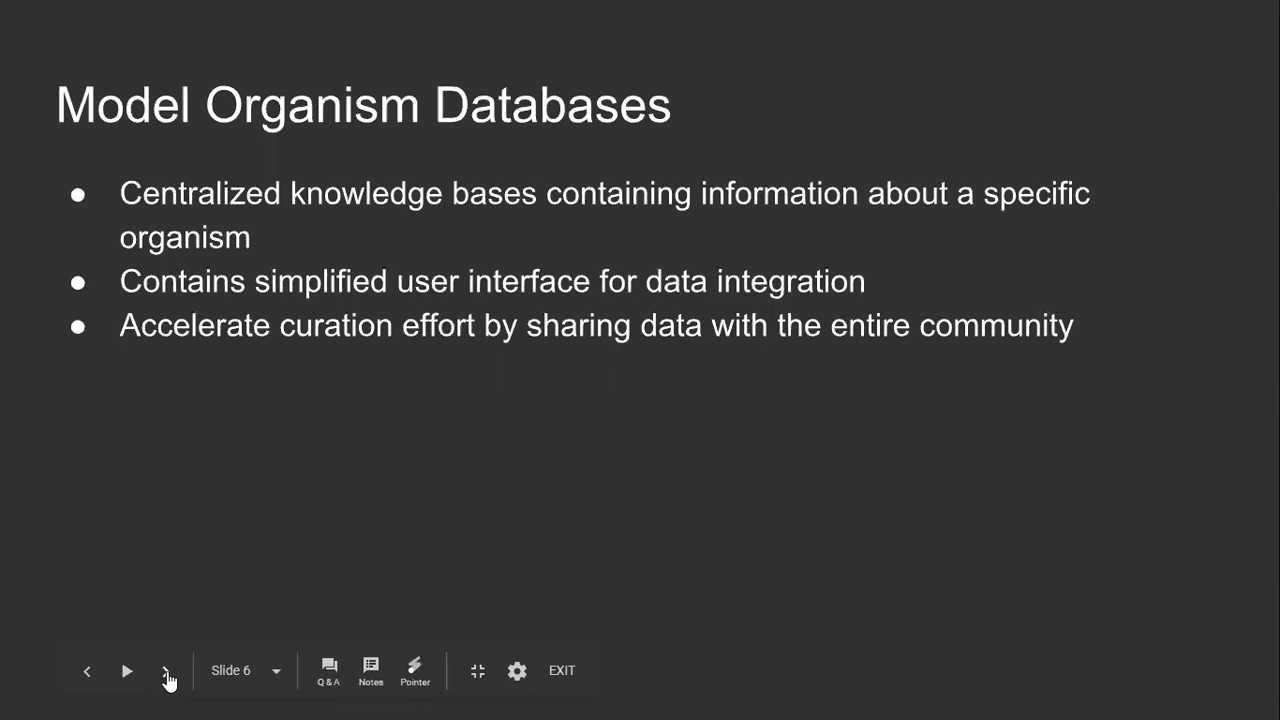 Model Organism Databases
● Centralized knowledge bases containing information about a specific
organism
● Contains simplified user interface for data integration
● Accelerate curation effort by sharing data with the entire community
Slide 6
Q & A
Notes
Pointer
EXIT